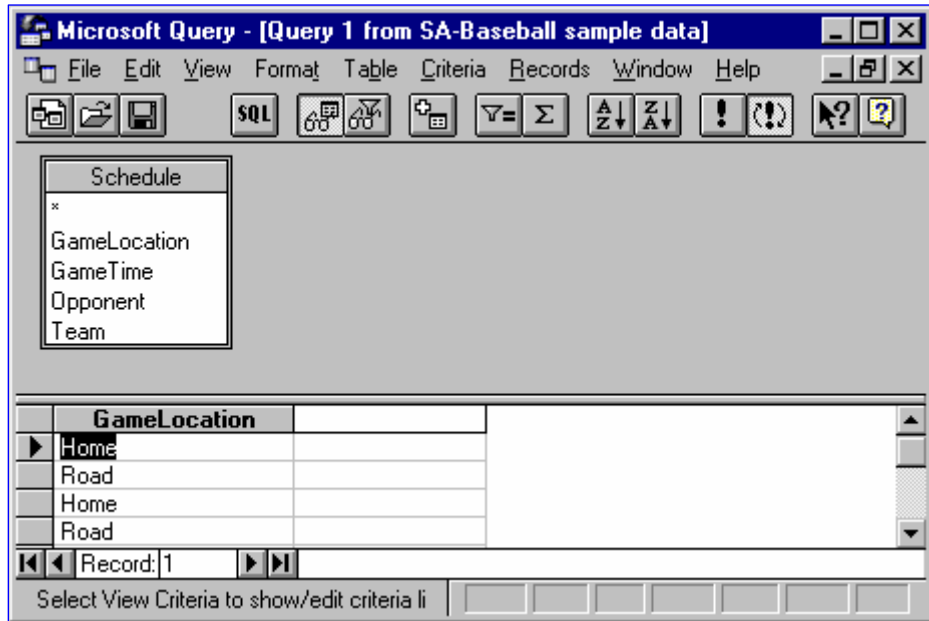 Microsoft Query - [Query 1 from SA-Baseball sample data]
File Edit View Format Table Criteria Records Window Help
SQL
Schedule
*
GameLocation
GameTime
Opponent
Team
GameLocation
Home
Road
Home
Road
Record: 1
Select View Criteria to show/edit criteria li